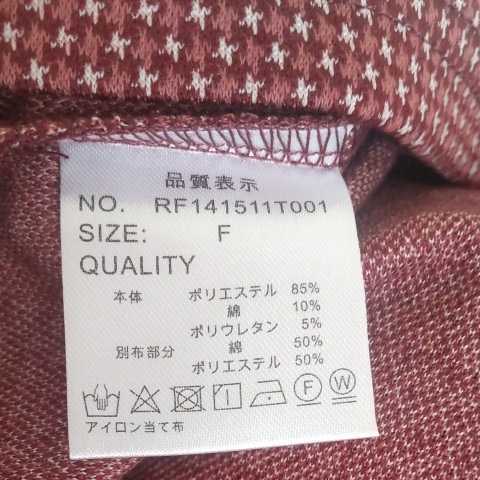 品質表示
NO. RF141511T001
SIZE: F
QUALITY
本体 ポリエステル 85%
綿 10%
ポリウレタン 5%
別布部分 綿 50%
ポリエステル 50%
F W
アイロン当て布